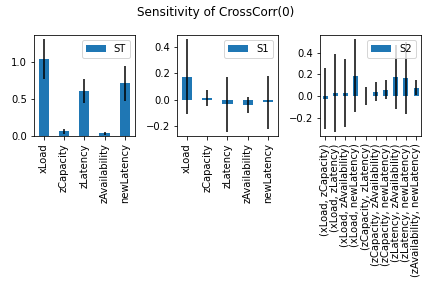 Sensitivity of CrossCorr(0)
ST
1.0
0.5
0.0
xLoad
zCapacity
zLatency
zAvailability
newLatency
S1
0.4
0.2
0.0
−0.2
xLoad
zCapacity
zLatency
zAvailability
newLatency
S2
0.4
0.2
0.0
−0.2
(xLoad, zCapacity)
(xLoad, zLatency)
(xLoad, zAvailability)
(xLoad, newLatency)
(zCapacity, zLatency)
(zCapacity, zAvailability)
(zCapacity, newLatency)
(zLatency, zAvailability)
(zLatency, newLatency)
(zAvailability, newLatency)